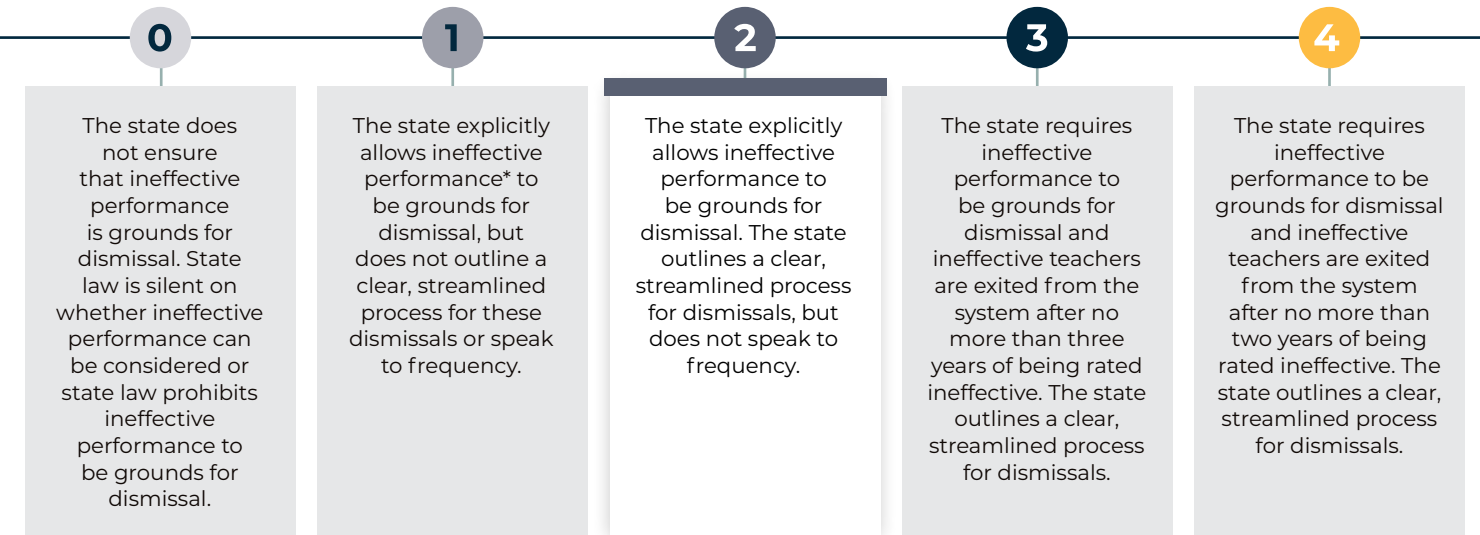 0
The state does
not ensure
that ineffective
performance
is grounds for
dismissal. State
law is silent on
whether ineffective
performance can
be considered or
state law prohibits
ineffective
performance to
be grounds for
dismissal.
1
The state explicitly
allows ineffective
performance* to
be grounds for
dismissal, but
does not outline a
clear, streamlined
process for these
dismissals or speak
to frequency.
2
The state explicitly
allows ineffective
performance to
be grounds for
dismissal. The state
outlines a clear,
streamlined process
for dismissals, but
does not speak to
frequency.
3
The state requires
ineffective
performance to
be grounds for
dismissal and
ineffective teachers
are exited from the
system after no
more than three
years of being rated
ineffective. The state
outlines a clear,
streamlined process
for dismissals.
4
The state requires
ineffective
performance to be
grounds for dismissal
and ineffective
teachers are exited
from the system
after no more than
two years of being
rated ineffective. The
state outlines a clear,
streamlined process
for dismissals.